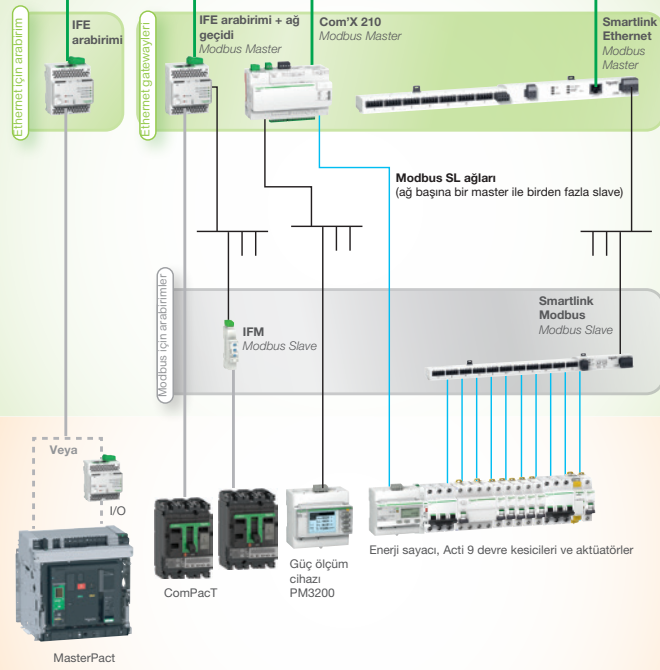 Ethernet için arabirim
IFE
arabirimi
Ethernet gatewayleri
IFE arabirimi + ağ
geçidi
Modbus Master
Com'X 210
Modbus Master
Smartlink
Ethernet
Modbus
Master
Modbus SL ağları
(ağ başına bir master ile birden fazla slave)
Modbus için arabirimler
IFM
Modbus Slave
Smartlink
Modbus
Modbus Slave
Veya
I/O
MasterPact
ComPacT
Güç ölçüm
cihazı
PM3200
Enerji sayacı, Acti 9 devre kesicileri ve aktüatörler